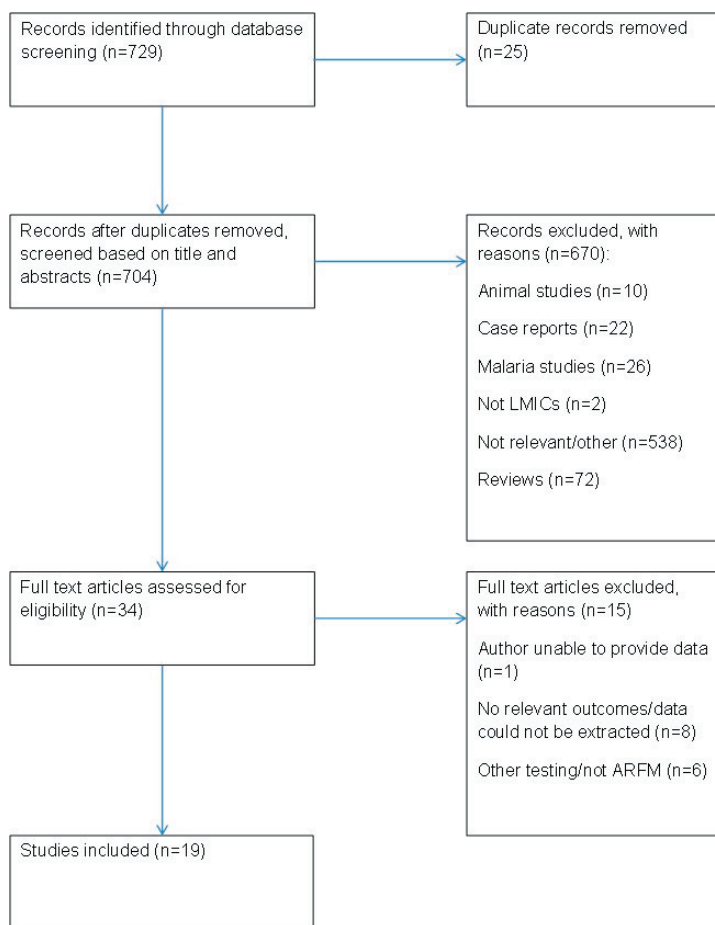 Records identified through database
screening (n=729)
Duplicate records removed
(n=25)
Records after duplicates removed,
screened based on title and
abstracts (n=704)
Records excluded, with
reasons (n=670):
Animal studies (n=10)
Case reports (n=22)
Malaria studies (n=26)
Not LMICs (n=2)
Not relevant/other (n=538)
Reviews (n=72)
Full text articles assessed for
eligibility (n=34)
Full text articles excluded,
with reasons (n=15)
Author unable to provide data
(n=1)
No relevant outcomes/data
could not be extracted (n=8)
Other testing/not ARFM (n=6)
Studies included (n=19)